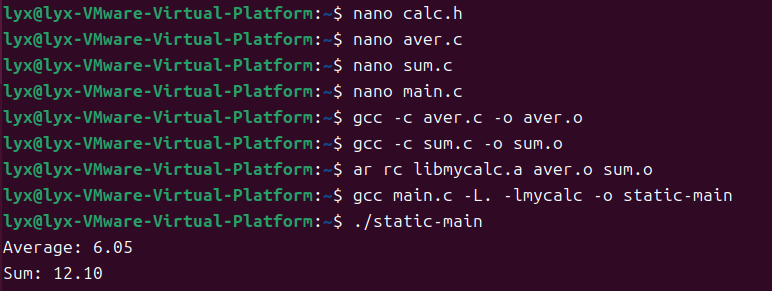 lyx@lyx-VMware-Virtual-Platform:~$ nano calc.h
lyx@lyx-VMware-Virtual-Platform:~$ nano aver.c
lyx@lyx-VMware-Virtual-Platform:~$ nano sum.c
lyx@lyx-VMware-Virtual-Platform:~$ nano main.c
lyx@lyx-VMware-Virtual-Platform:~$ gcc -c aver.c -o aver.o
lyx@lyx-VMware-Virtual-Platform:~$ gcc -c sum.c -o sum.o
lyx@lyx-VMware-Virtual-Platform:~$ ar rc libmycalc.a aver.o sum.o
lyx@lyx-VMware-Virtual-Platform:~$ gcc main.c -L. -lmycalc -o static-main
lyx@lyx-VMware-Virtual-Platform:~$ ./static-main
Average: 6.05
Sum: 12.10